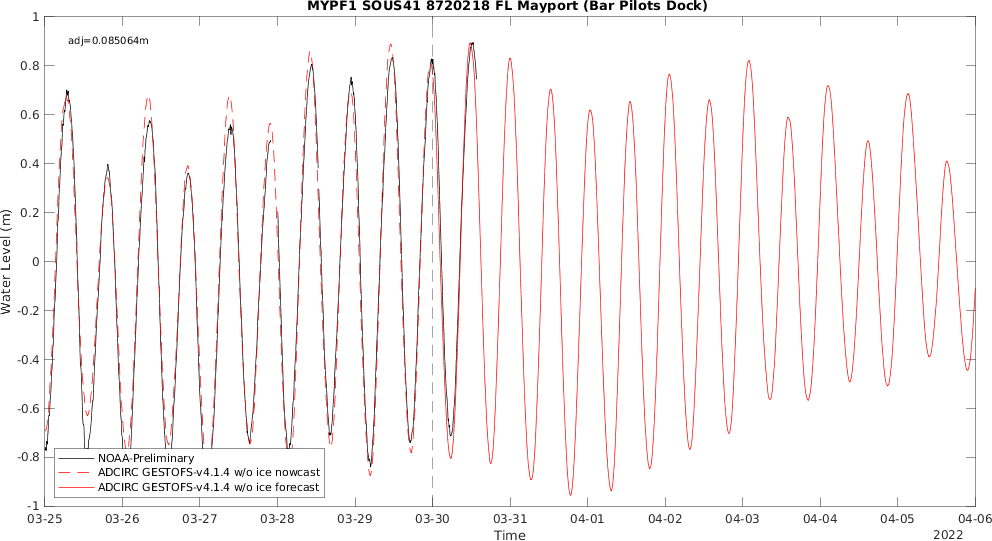 MYPF1 SOUS41 8720218 FL Mayport (Bar Pilots Dock)
adj=0.085064m
1
0.8
0.6
0.4
0.2
0
-0.2
-0.4
-0.6
-0.8
-1
Water Level (m)
NOAA-Preliminary
ADCIRC GESTOFS-v4.1.4 w/o ice nowcast
ADCIRC GESTOFS-v4.1.4 w/o ice forecast
03-25 03-26 03-27 03-28 03-29 03-30 03-31 04-01 04-02 04-03 04-04 04-05 04-06
Time
2022